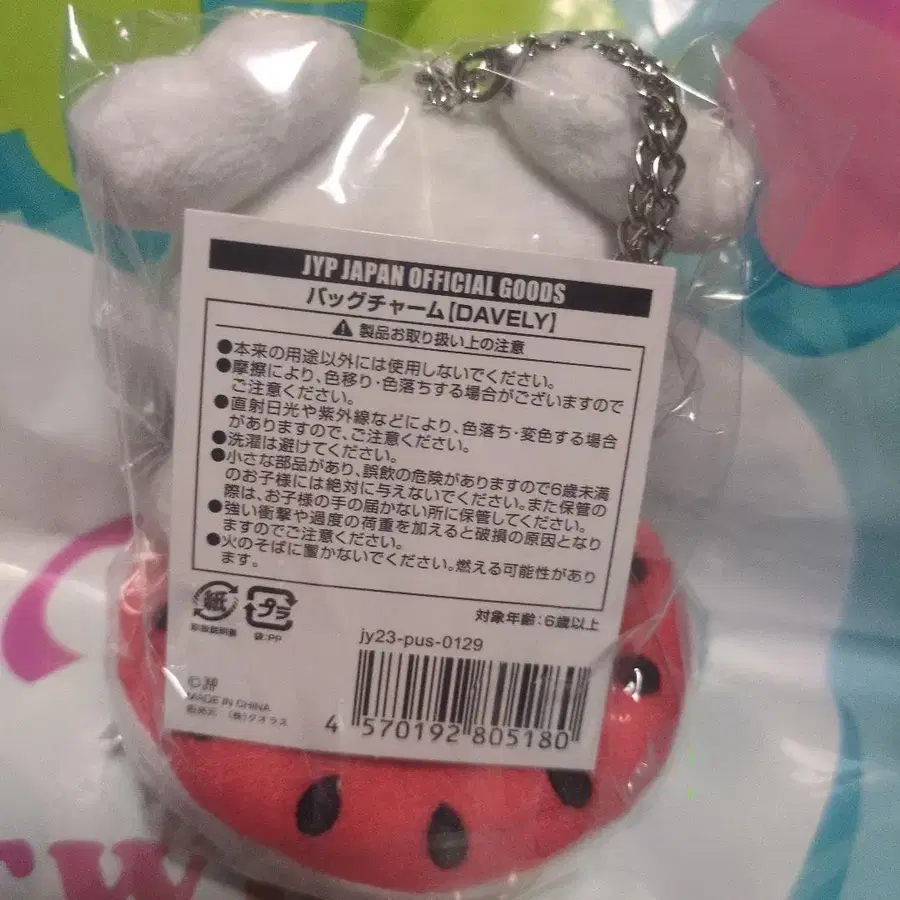 JYP JAPAN OFFICIAL GOODS
バッグチャーム【DAVELY】
製品お取り扱い上の注意
●本来の用途以外には使用しないでください。
●摩擦により、色移り・色落ちする場合がございますので
ご注意ください。
●直射日光や紫外線などにより、色落ち・変色する場合
がありますので、ご注意ください。
●洗濯は避けてください。
●小さな部品があり、誤飲の危険がありますので6歳未満
のお子様には絶対に与えないでください。また保管の
際は、お子様の手の届かない所に保管してください。
●強い衝撃や過度の荷重を加えると破損の原因となり
ますのでご注意ください。
●火のそばに置かないでください。燃える可能性があり
ます。
対象年齢：6歳以上
紙
プラ
取扱説明書
袋:PP
jy23-pus-0129
MADE IN CHINA
販売元 (株)タオラス
4 570192 805180